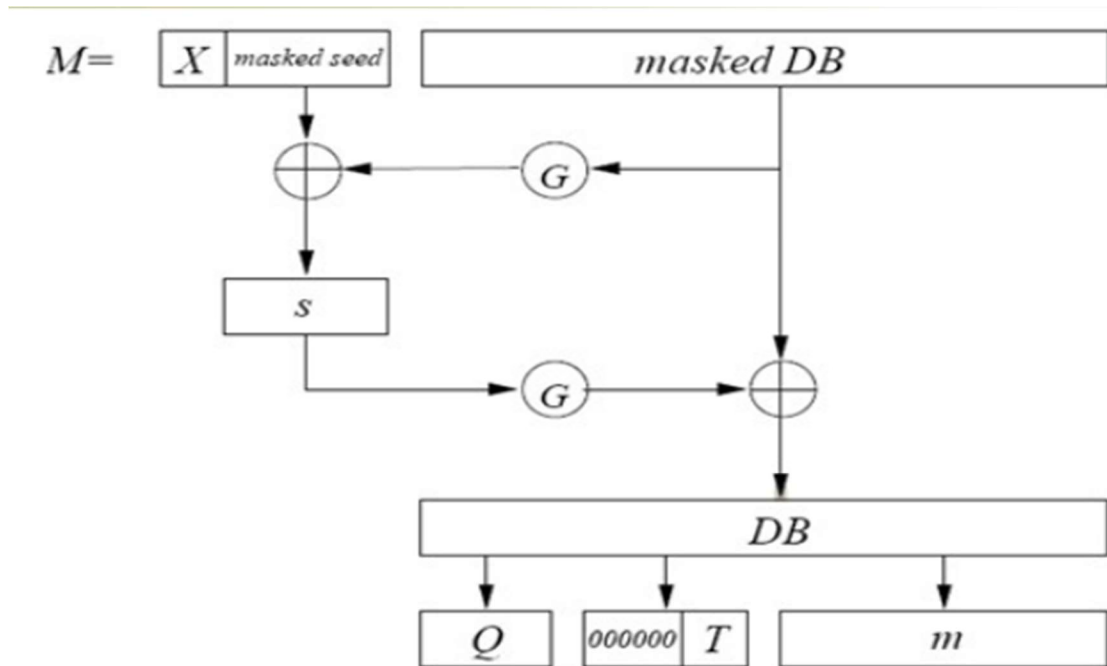 M= X masked seed masked DB
G
s
G
DB
Q 000000 T m